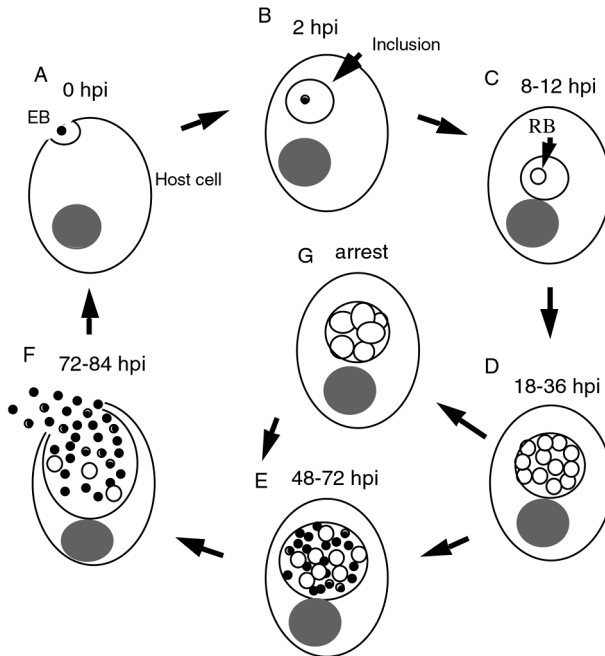 A
0 hpi
EB
Host cell
B
2 hpi
Inclusion
C
8-12 hpi
RB
D
18-36 hpi
G arrest
E
48-72 hpi
F
72-84 hpi